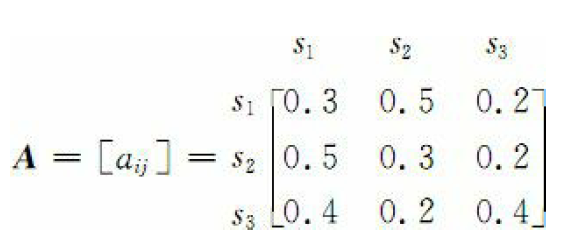 s1 s2 s3
s1 0.3 0.5 0.2
A = [aij] = s2 0.5 0.3 0.2
s3 0.4 0.2 0.4